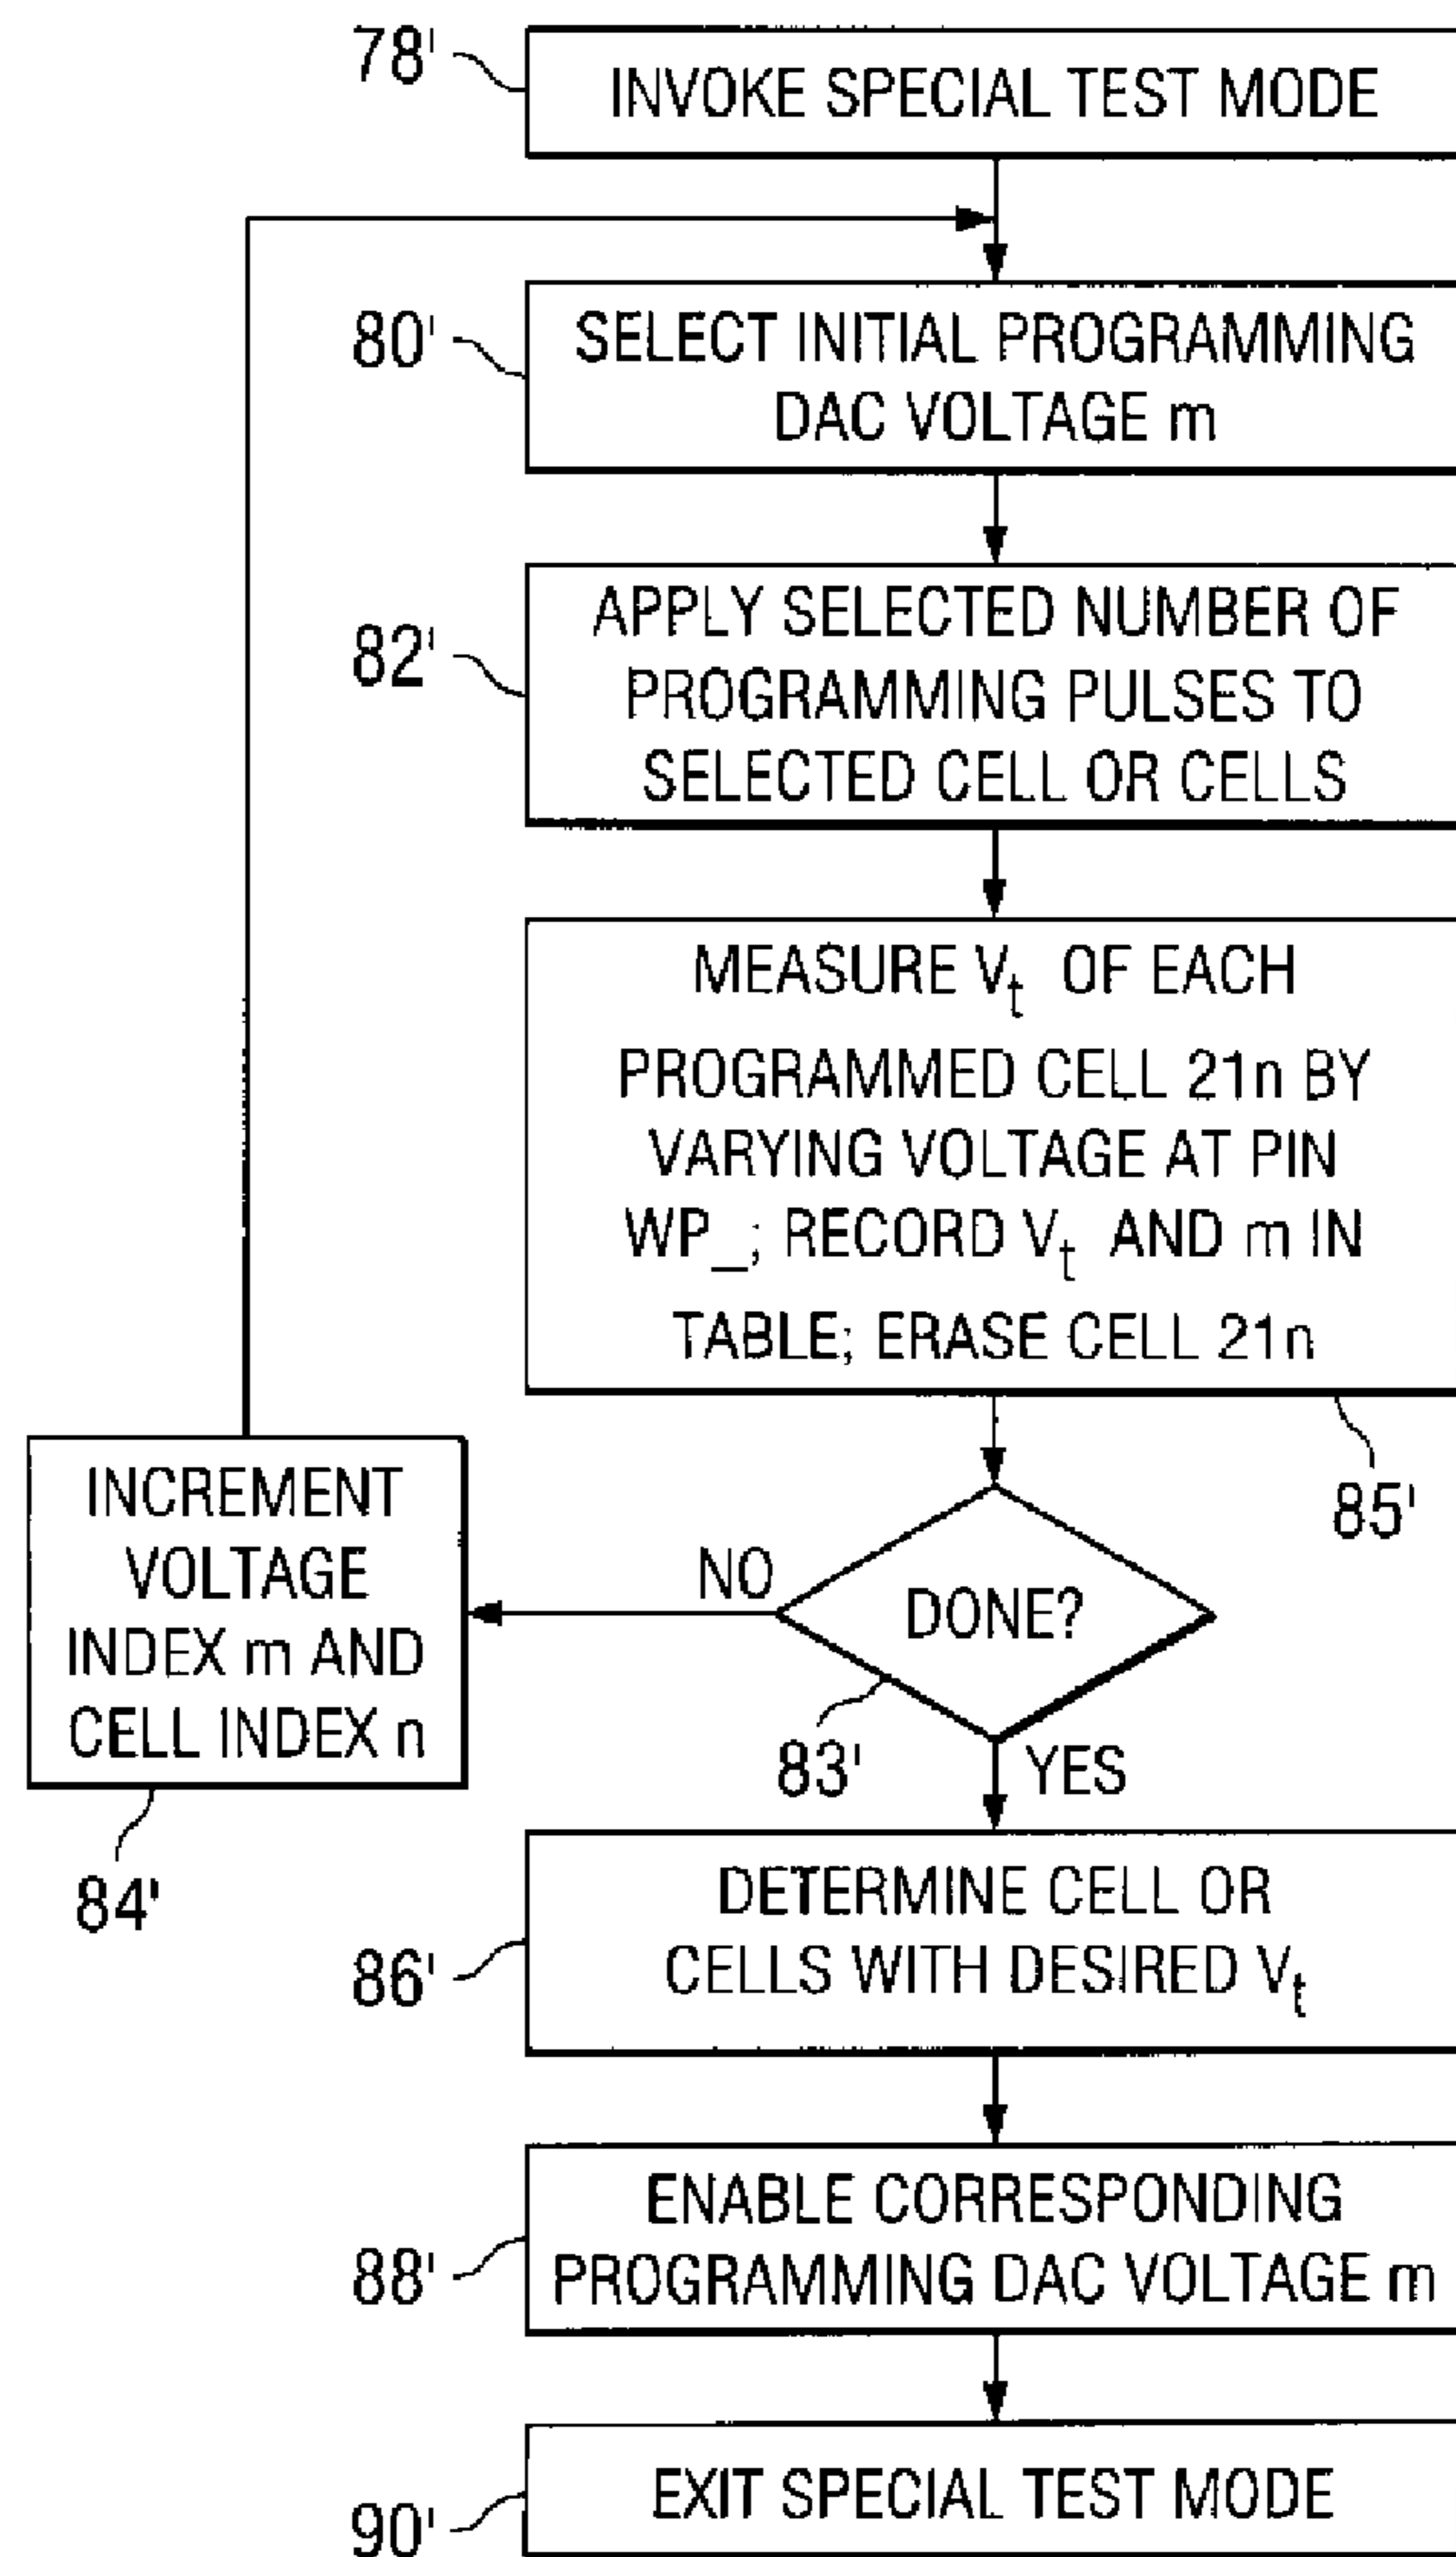 78'
INVOKE SPECIAL TEST MODE
80'
SELECT INITIAL PROGRAMMING
DAC VOLTAGE m
82'
APPLY SELECTED NUMBER OF
PROGRAMMING PULSES TO
SELECTED CELL OR CELLS
MEASURE Vt OF EACH
PROGRAMMED CELL 21n BY
VARYING VOLTAGE AT PIN
WP_; RECORD Vt AND m IN
TABLE; ERASE CELL 21n
85'
DONE?
83'
NO
INCREMENT
VOLTAGE
INDEX m AND
CELL INDEX n
84'
YES
86'
DETERMINE CELL OR
CELLS WITH DESIRED Vt
88'
ENABLE CORRESPONDING
PROGRAMMING DAC VOLTAGE m
90'
EXIT SPECIAL TEST MODE